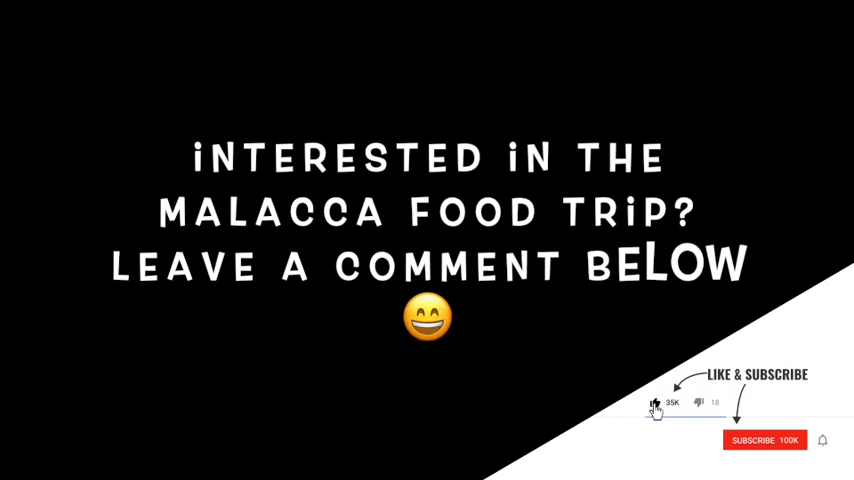 iNTERESTED iN THE
MALACCA FOOD TRiP?
LEAVE A COMMENT BELOW
😄
LIKE & SUBSCRIBE
35K 18
SUBSCRIBE 100K